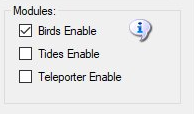 Modules:
Birds Enable
Tides Enable
Teleporter Enable